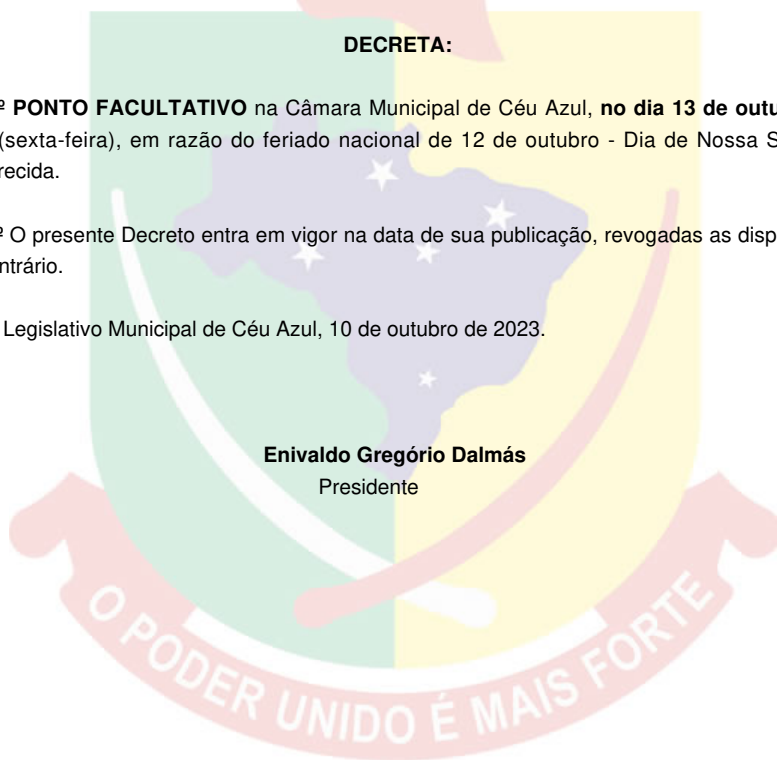 DECRETA:
º PONTO FACULTATIVO na Câmara Municipal de Céu Azul, no dia 13 de outu
(sexta-feira), em razão do feriado nacional de 12 de outubro - Dia de Nossa S
recida.
º O presente Decreto entra em vigor na data de sua publicação, revogadas as disp
ntrário.
Legislativo Municipal de Céu Azul, 10 de outubro de 2023.
Enivaldo Gregório Dalmás
Presidente
O PODER UNIDO É MAIS FORTE